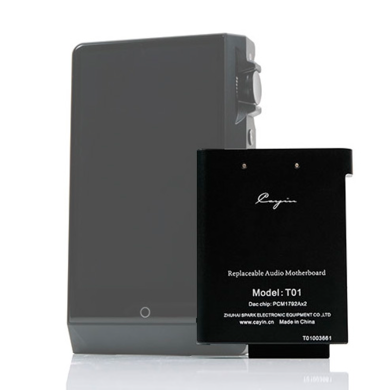 Cayin
Replaceable Audio Motherboard
Model: T01
Dac chip: PCM1792Ax2
ZHUHAI SPARK ELECTRONIC EQUIPMENT CO.,LTD
www.cayin.cn Made in China
T01003661